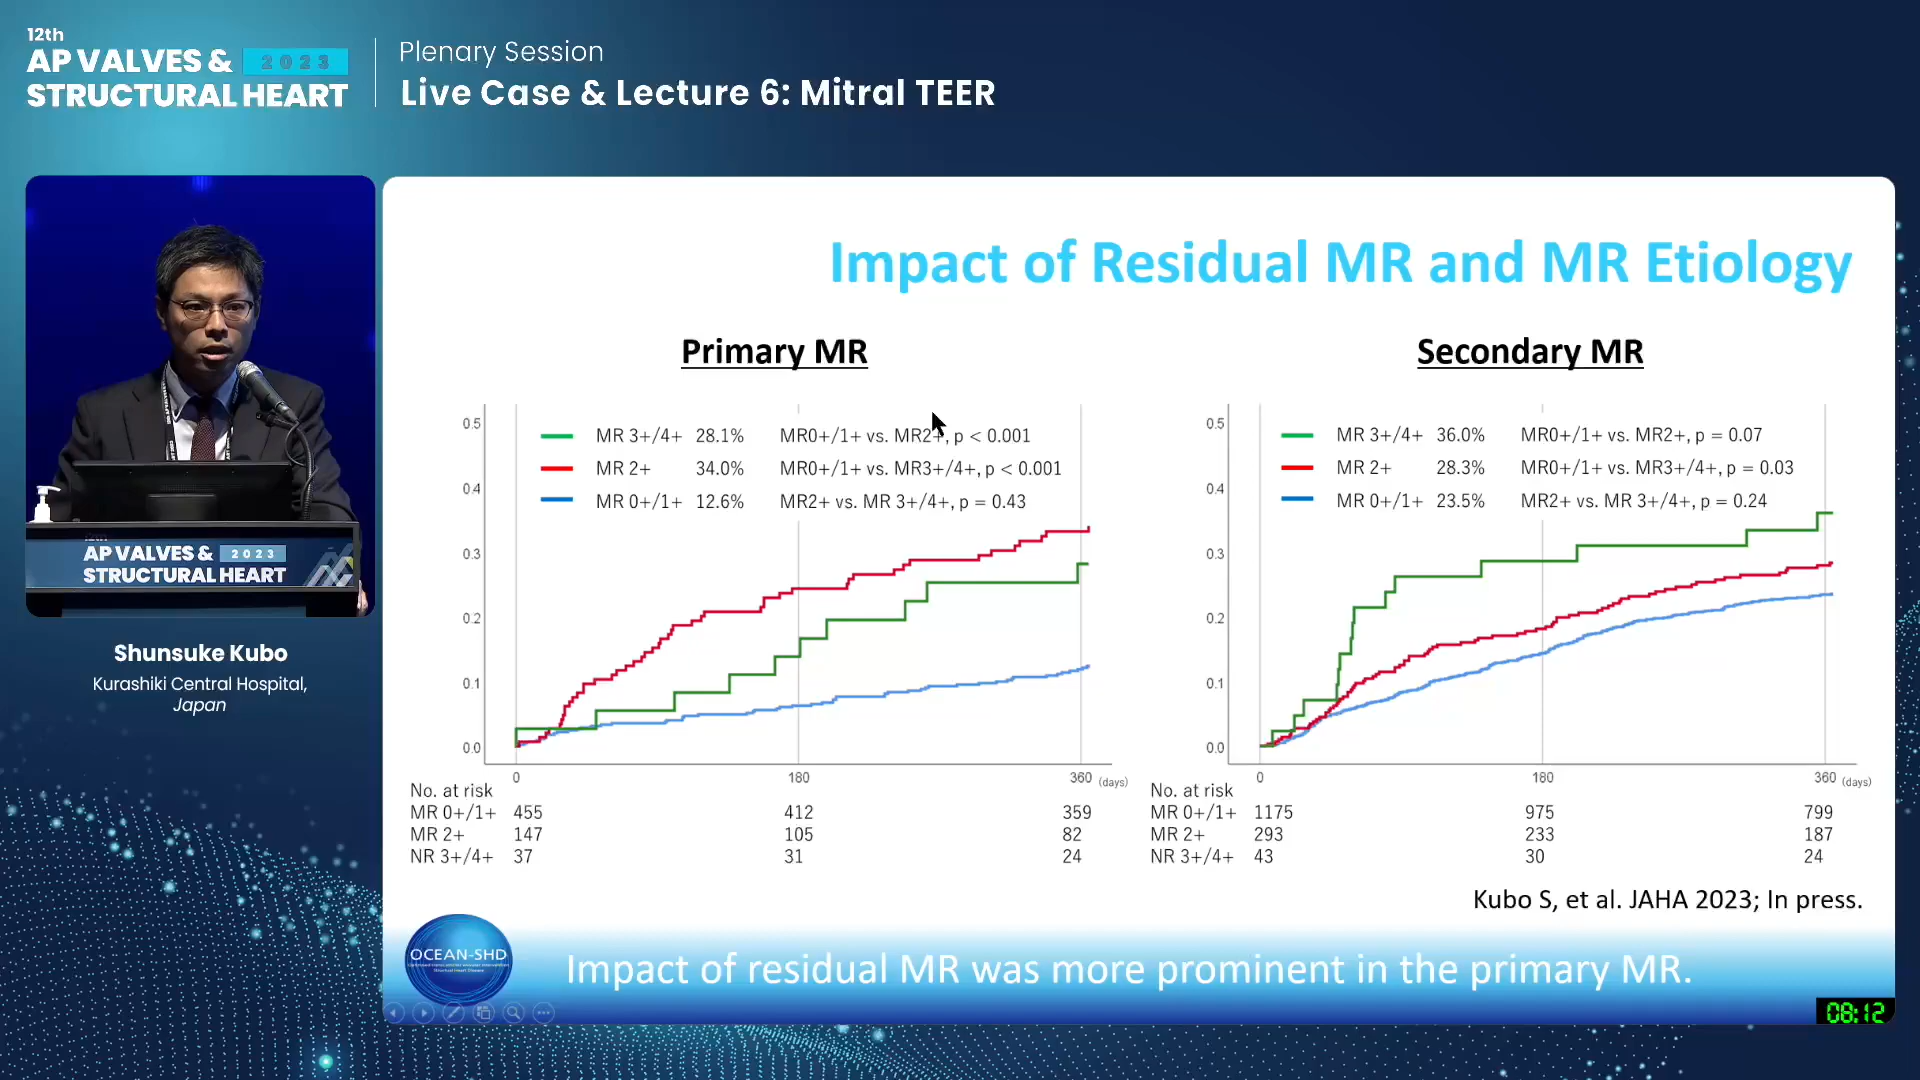 12th
AP VALVES & 2023
STRUCTURAL HEART
Plenary Session
Live Case & Lecture 6: Mitral TEER
12th
AP VALVES & 2023
STRUCTURAL HEART
Shunsuke Kubo
Kurashiki Central Hospital,
Japan
Impact of Residual MR and MR Etiology
Primary MR
0.5
0.4
0.3
0.2
0.1
0.0
MR 3+/4+ 28.1% MR0+/1+ vs. MR2+, p < 0.001
MR 2+ 34.0% MR0+/1+ vs. MR3+/4+, p < 0.001
MR 0+/1+ 12.6% MR2+ vs. MR 3+/4+, p = 0.43
0 180 360 (days)
No. at risk
MR 0+/1+ 455 412 359
MR 2+ 147 105 82
NR 3+/4+ 37 31 24
Secondary MR
0.5
0.4
0.3
0.2
0.1
0.0
MR 3+/4+ 36.0% MR0+/1+ vs. MR2+, p = 0.07
MR 2+ 28.3% MR0+/1+ vs. MR3+/4+, p = 0.03
MR 0+/1+ 23.5% MR2+ vs. MR 3+/4+, p = 0.24
0 180 360 (days)
No. at risk
MR 0+/1+ 1175 975 799
MR 2+ 293 233 187
NR 3+/4+ 43 30 24
Kubo S, et al. JAHA 2023; In press.
OCEAN-SHD
Impact of residual MR was more prominent in the primary MR.
08:12